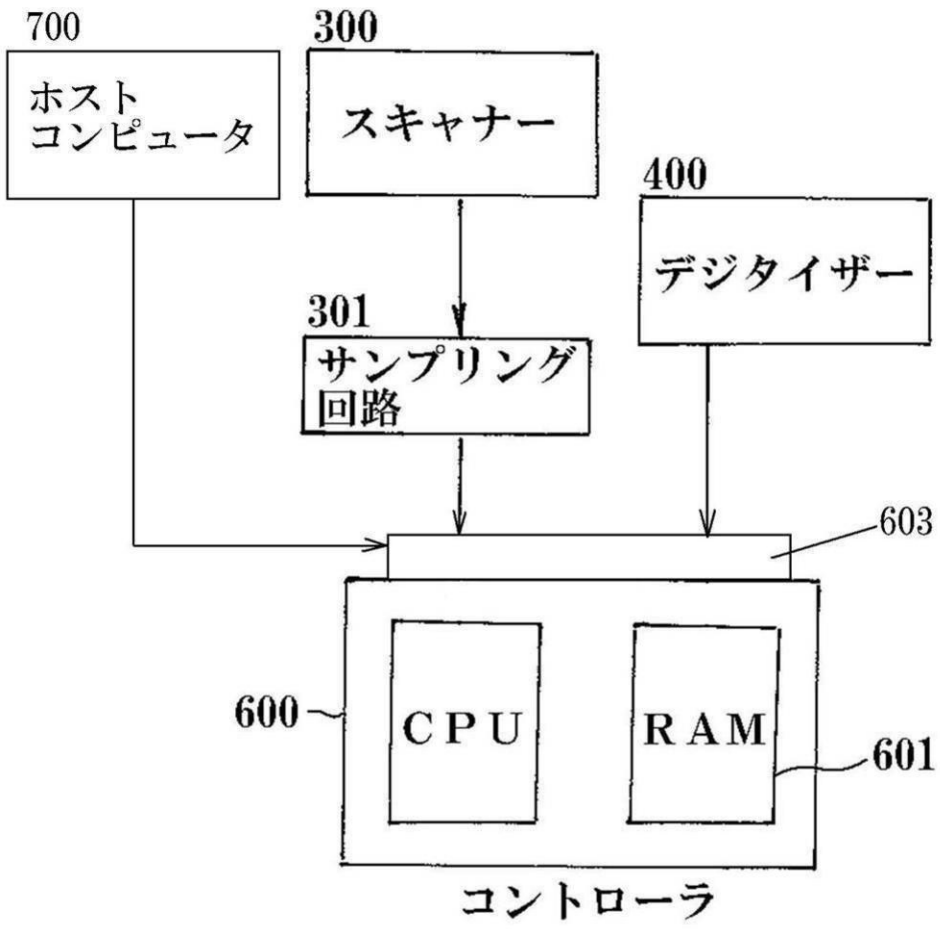 700
ホスト
コンピュータ
300
スキャナー
400
デジタイザー
301
サンプリング
回路
603
600
CPU
RAM
601
コントローラ